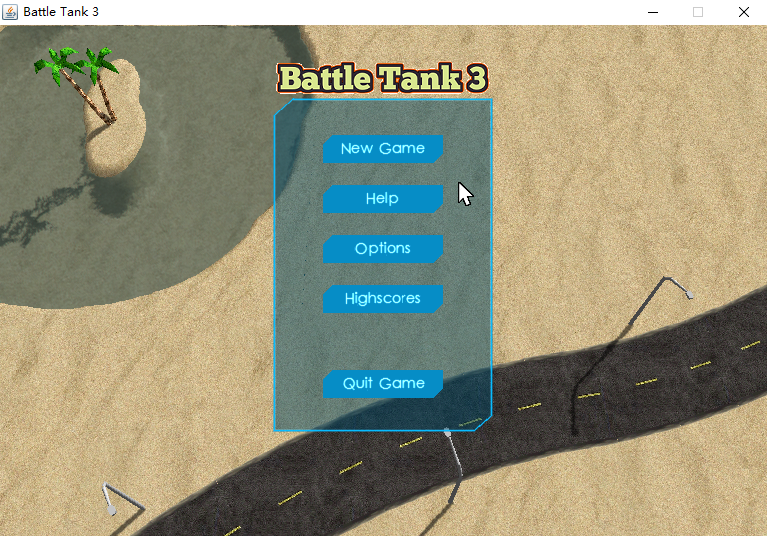 Battle Tank 3
Battle Tank 3
New Game
Help
Options
Highscores
Quit Game